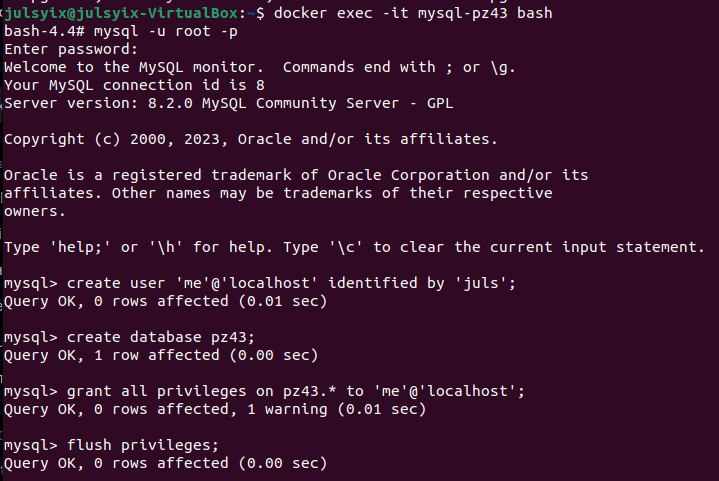 julsyix@julsyix-VirtualBox:~$ docker exec -it mysql-pz43 bash
bash-4.4# mysql -u root -p
Enter password:
Welcome to the MySQL monitor.  Commands end with ; or \g.
Your MySQL connection id is 8
Server version: 8.2.0 MySQL Community Server - GPL
Copyright (c) 2000, 2023, Oracle and/or its affiliates.
Oracle is a registered trademark of Oracle Corporation and/or its
affiliates. Other names may be trademarks of their respective
owners.
Type 'help;' or '\h' for help. Type '\c' to clear the current input statement.
mysql> create user 'me'@'localhost' identified by 'juls';
Query OK, 0 rows affected (0.01 sec)
mysql> create database pz43;
Query OK, 1 row affected (0.00 sec)
mysql> grant all privileges on pz43.* to 'me'@'localhost';
Query OK, 0 rows affected, 1 warning (0.01 sec)
mysql> flush privileges;
Query OK, 0 rows affected (0.00 sec)